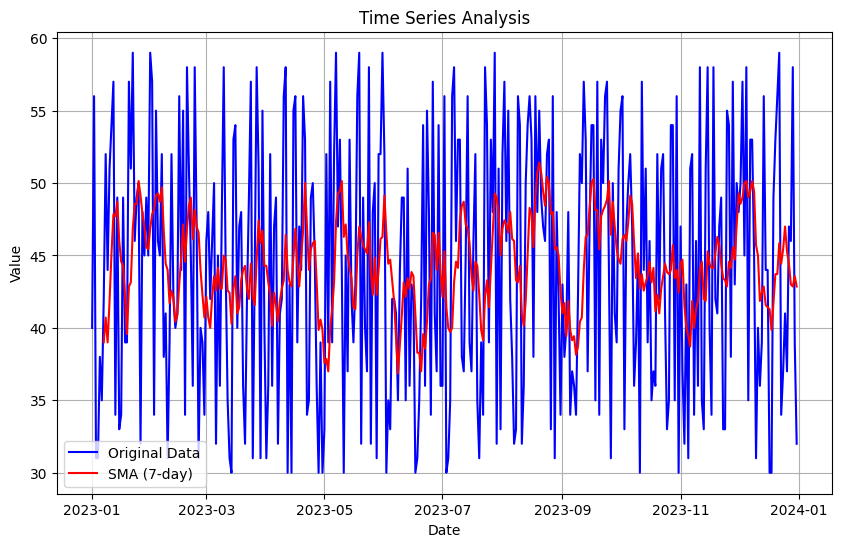 Time Series Analysis
Value
60
55
50
45
40
35
30
Original Data
SMA (7-day)
2023-01
2023-03
2023-05
2023-07
2023-09
2023-11
2024-01
Date